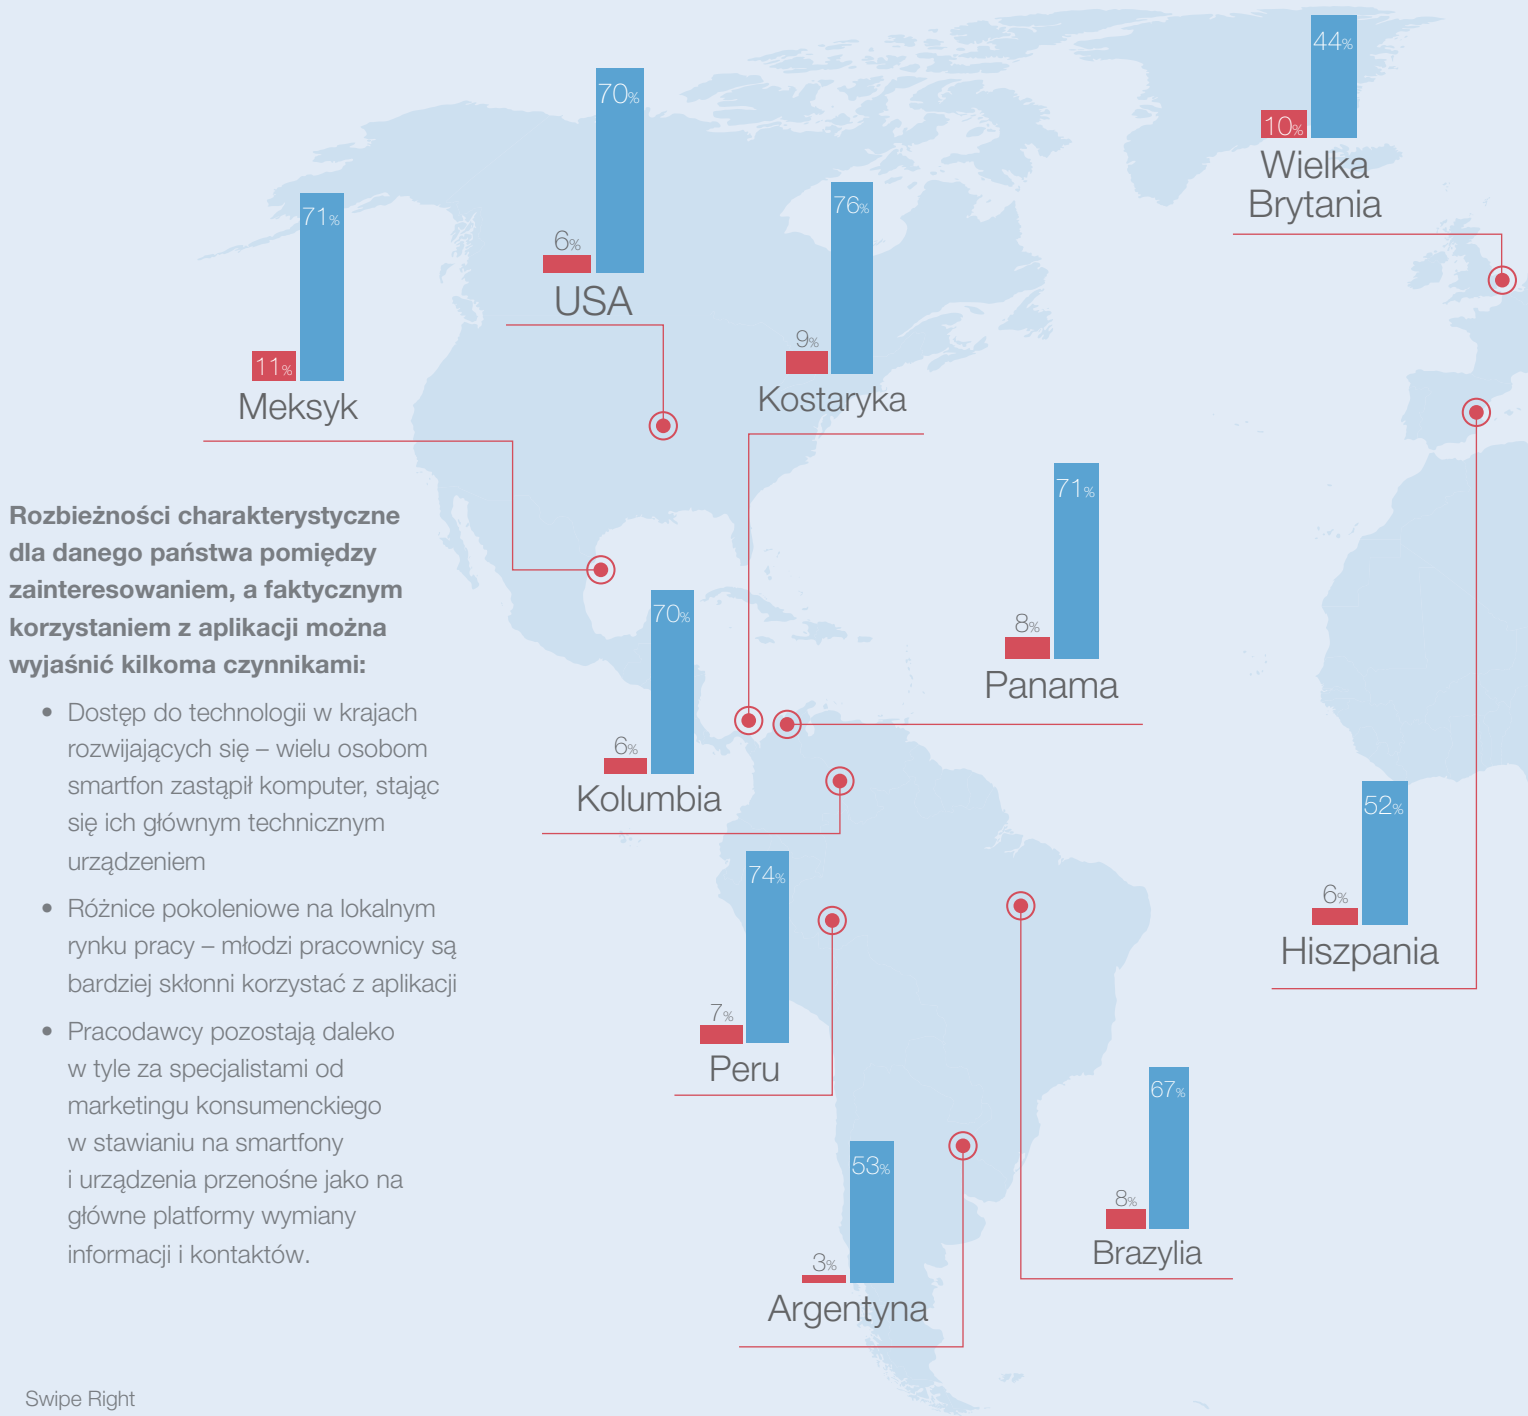 44%
10%
Wielka
Brytania
70%
6%
USA
71%
11%
Meksyk
76%
9%
Kostaryka
71%
8%
Panama
70%
6%
Kolumbia
52%
6%
Hiszpania
74%
7%
Peru
67%
8%
Brazylia
53%
3%
Argentyna
Rozbieżności charakterystyczne
dla danego państwa pomiędzy
zainteresowaniem, a faktycznym
korzystaniem z aplikacji można
wyjaśnić kilkoma czynnikami:
• Dostęp do technologii w krajach
rozwijających się – wielu osobom
smartfon zastąpił komputer, stając
się ich głównym technicznym
urządzeniem
• Różnice pokoleniowe na lokalnym
rynku pracy – młodzi pracownicy są
bardziej skłonni korzystać z aplikacji
• Pracodawcy pozostają daleko
w tyle za specjalistami od
marketingu konsumenckiego
w stawianiu na smartfony
i urządzenia przenośne jako na
główne platformy wymiany
informacji i kontaktów.
Swipe Right